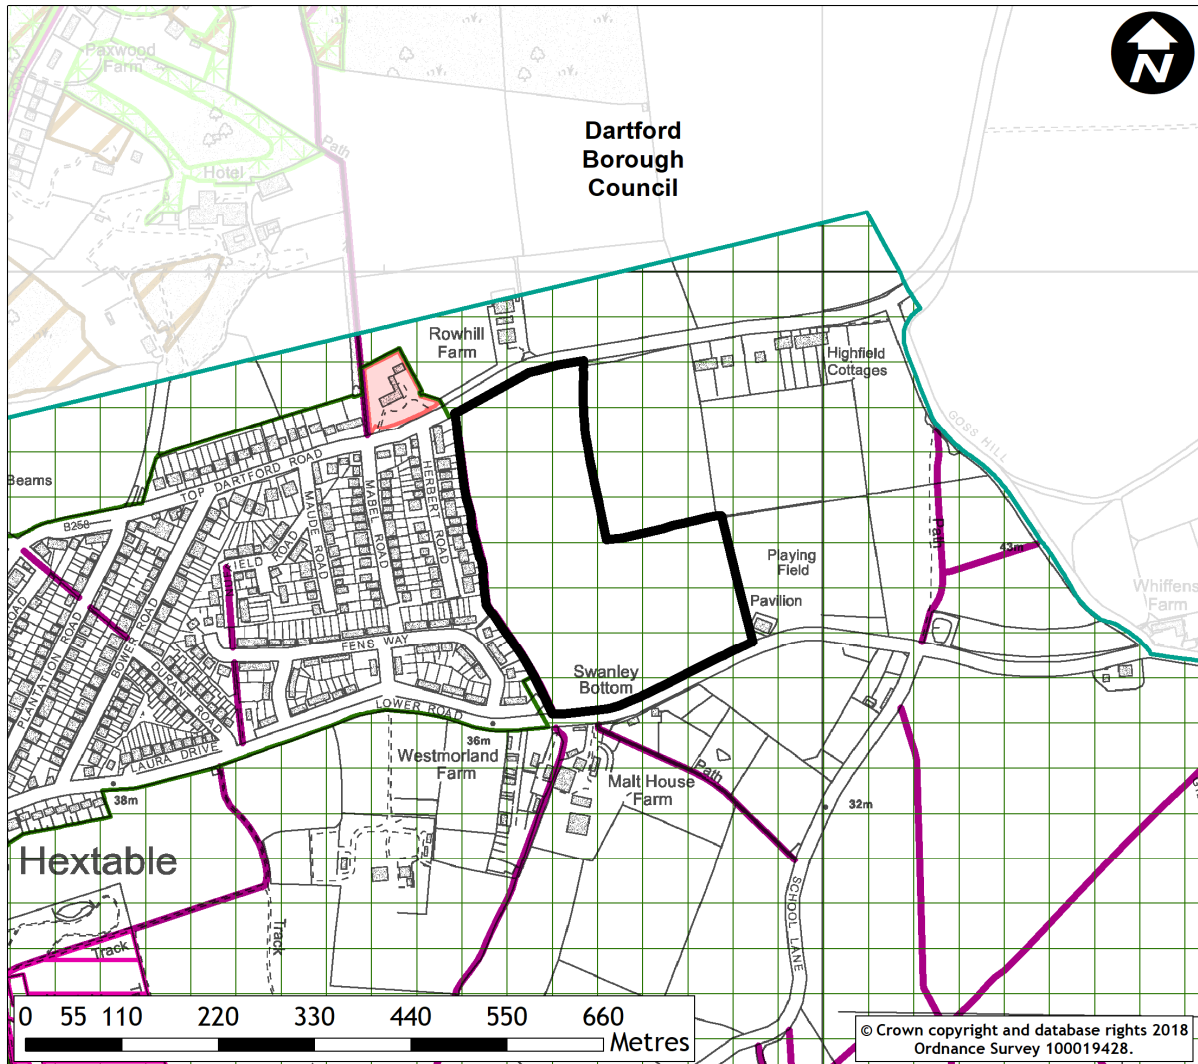 Paxwood
Farm
N
Path
Dartford
Borough
Council
Hotel
Rowhill
Farm
Highfield
Cottages
GOSS HILL
Beams
TOP DARTFORD ROAD
B258
HERBERT ROAD
MABEL ROAD
MAUDE ROAD
FIELD
ROAD
Path
43m
Playing
Field
Pavilion
Whiffens
Farm
PLANTATION ROAD
BOWER ROAD
DURANT ROAD
FENS WAY
Swanley
Bottom
LOWER ROAD
LAURA DRIVE
36m
Westmorland
Farm
Path
Malt House
Farm
38m
32m
Hextable
SCHOOL LANE
Track
Track
0 55 110 220 330 440 550 660
Metres
© Crown copyright and database rights 2018
Ordnance Survey 100019428.